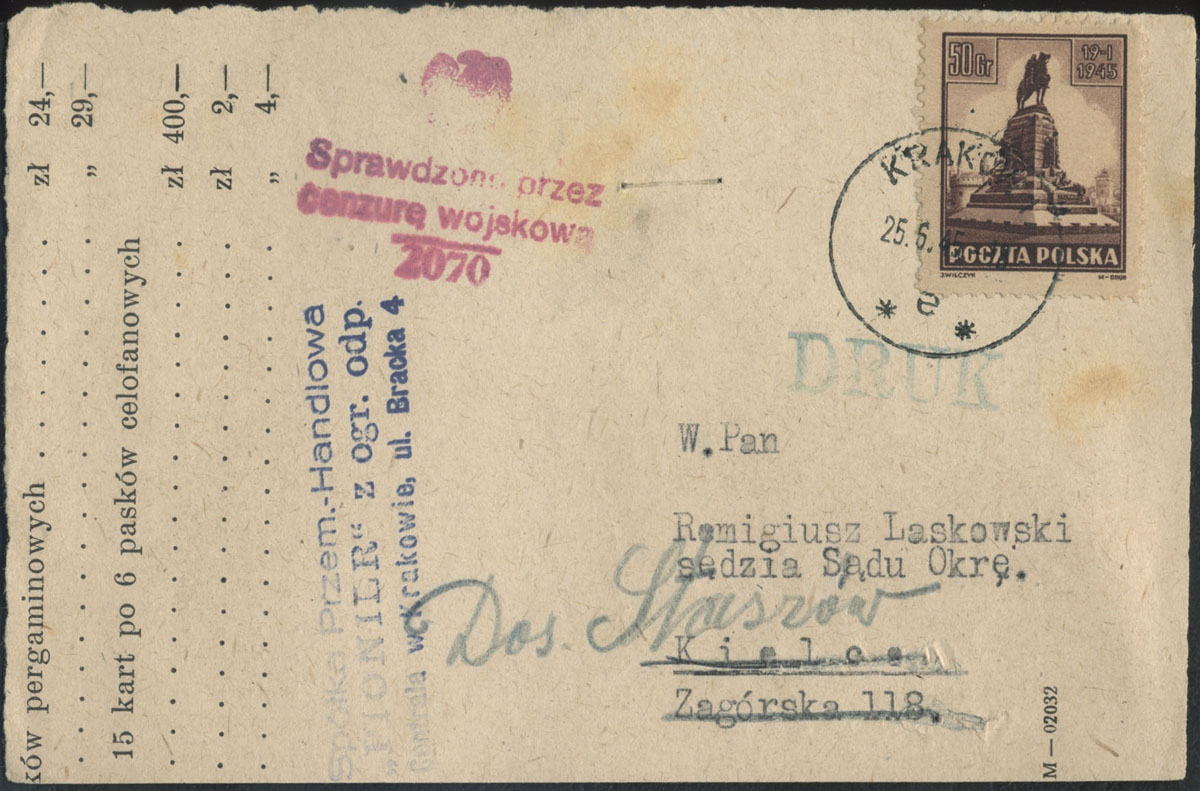 zł 24,—
„ 29,—
zł 400,—
zł 2,—
„ 4,—
ków pergaminowych
15 kart po 6 pasków celofanowych
Sprawdzono przez
cenzurę wojskową
2070
Spółka Przem.-Handlowa
„PIONIER“ z ogr. odp.
Centrala w Krakowie, ul. Bracka 4
50 Gr
19-I
1945
POCZTA POLSKA
KRAKÓW
25.6.45
a
DRUK
W.Pan
Remigiusz Laskowski
sędzia Sądu Okrę.
Dos. Staszów
Kielce
Zagórska 118.
M—02032